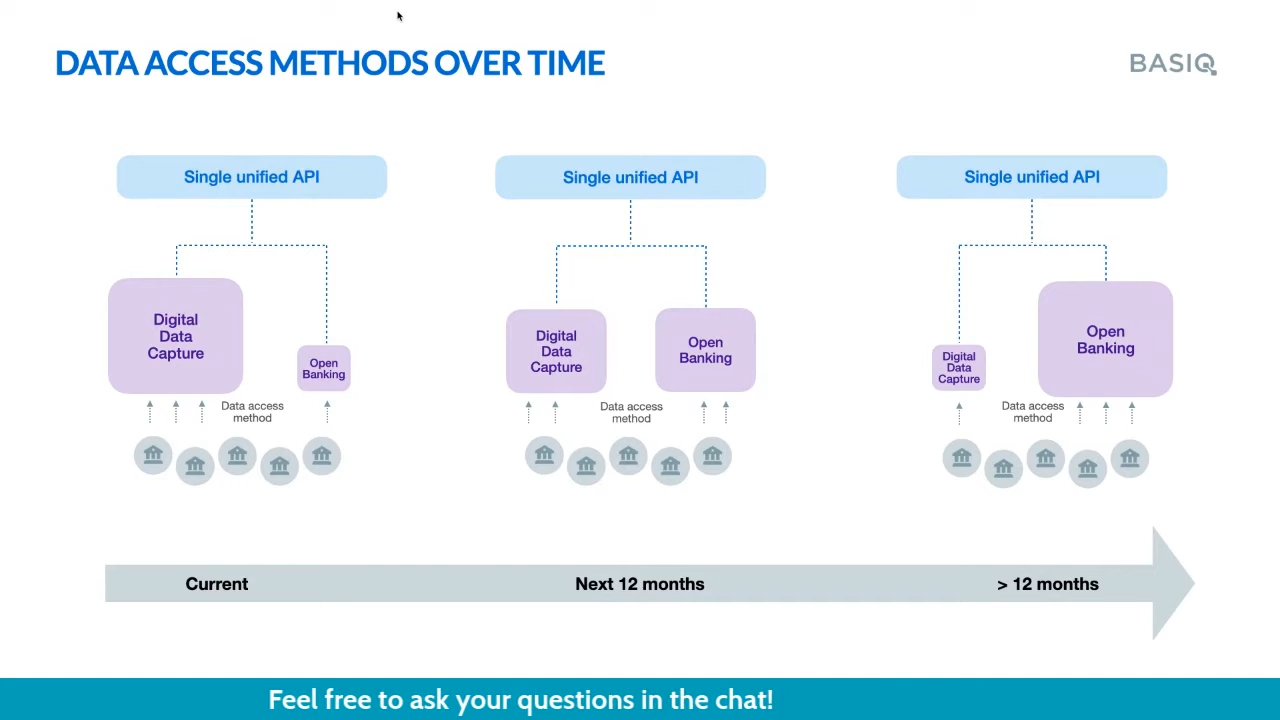 DATA ACCESS METHODS OVER TIME
BASIQ
Single unified API
Digital
Data
Capture
Open
Banking
Data access
method
Single unified API
Digital
Data
Capture
Open
Banking
Data access
method
Single unified API
Digital
Data
Capture
Open
Banking
Data access
method
Current
Next 12 months
> 12 months
Feel free to ask your questions in the chat!